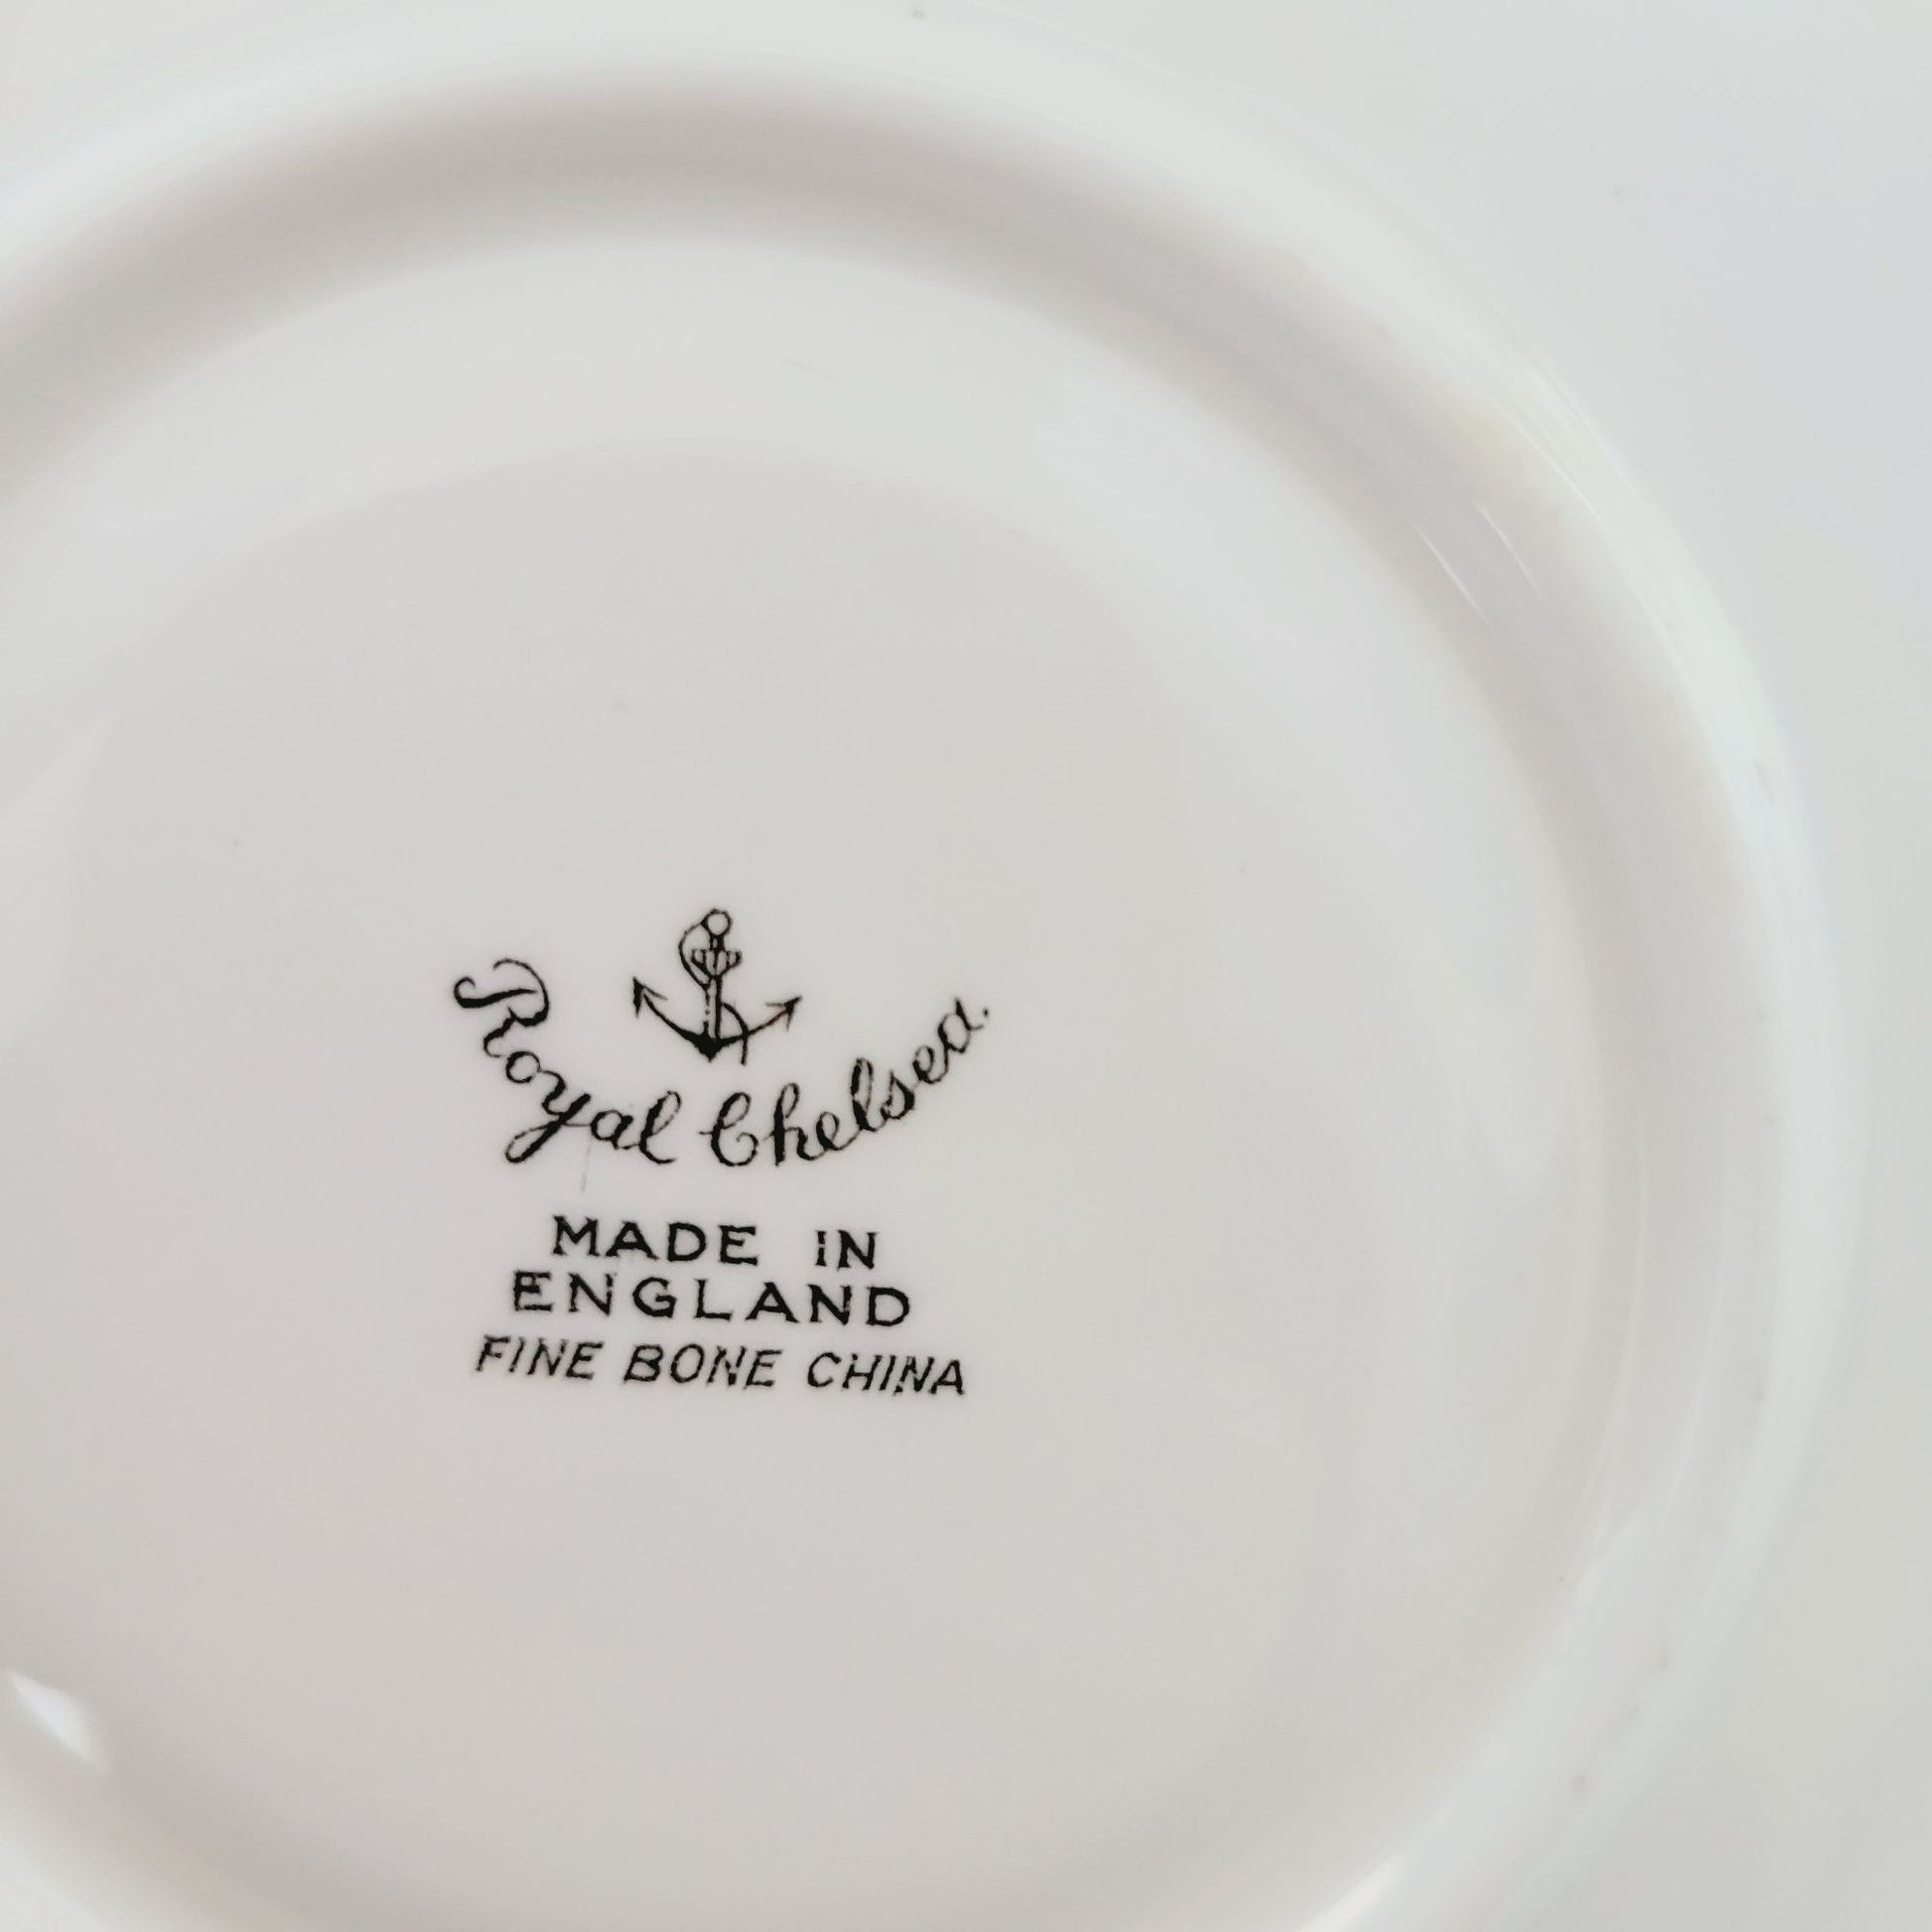 Royal Chelsea.
MADE IN
ENGLAND
FINE BONE CHINA